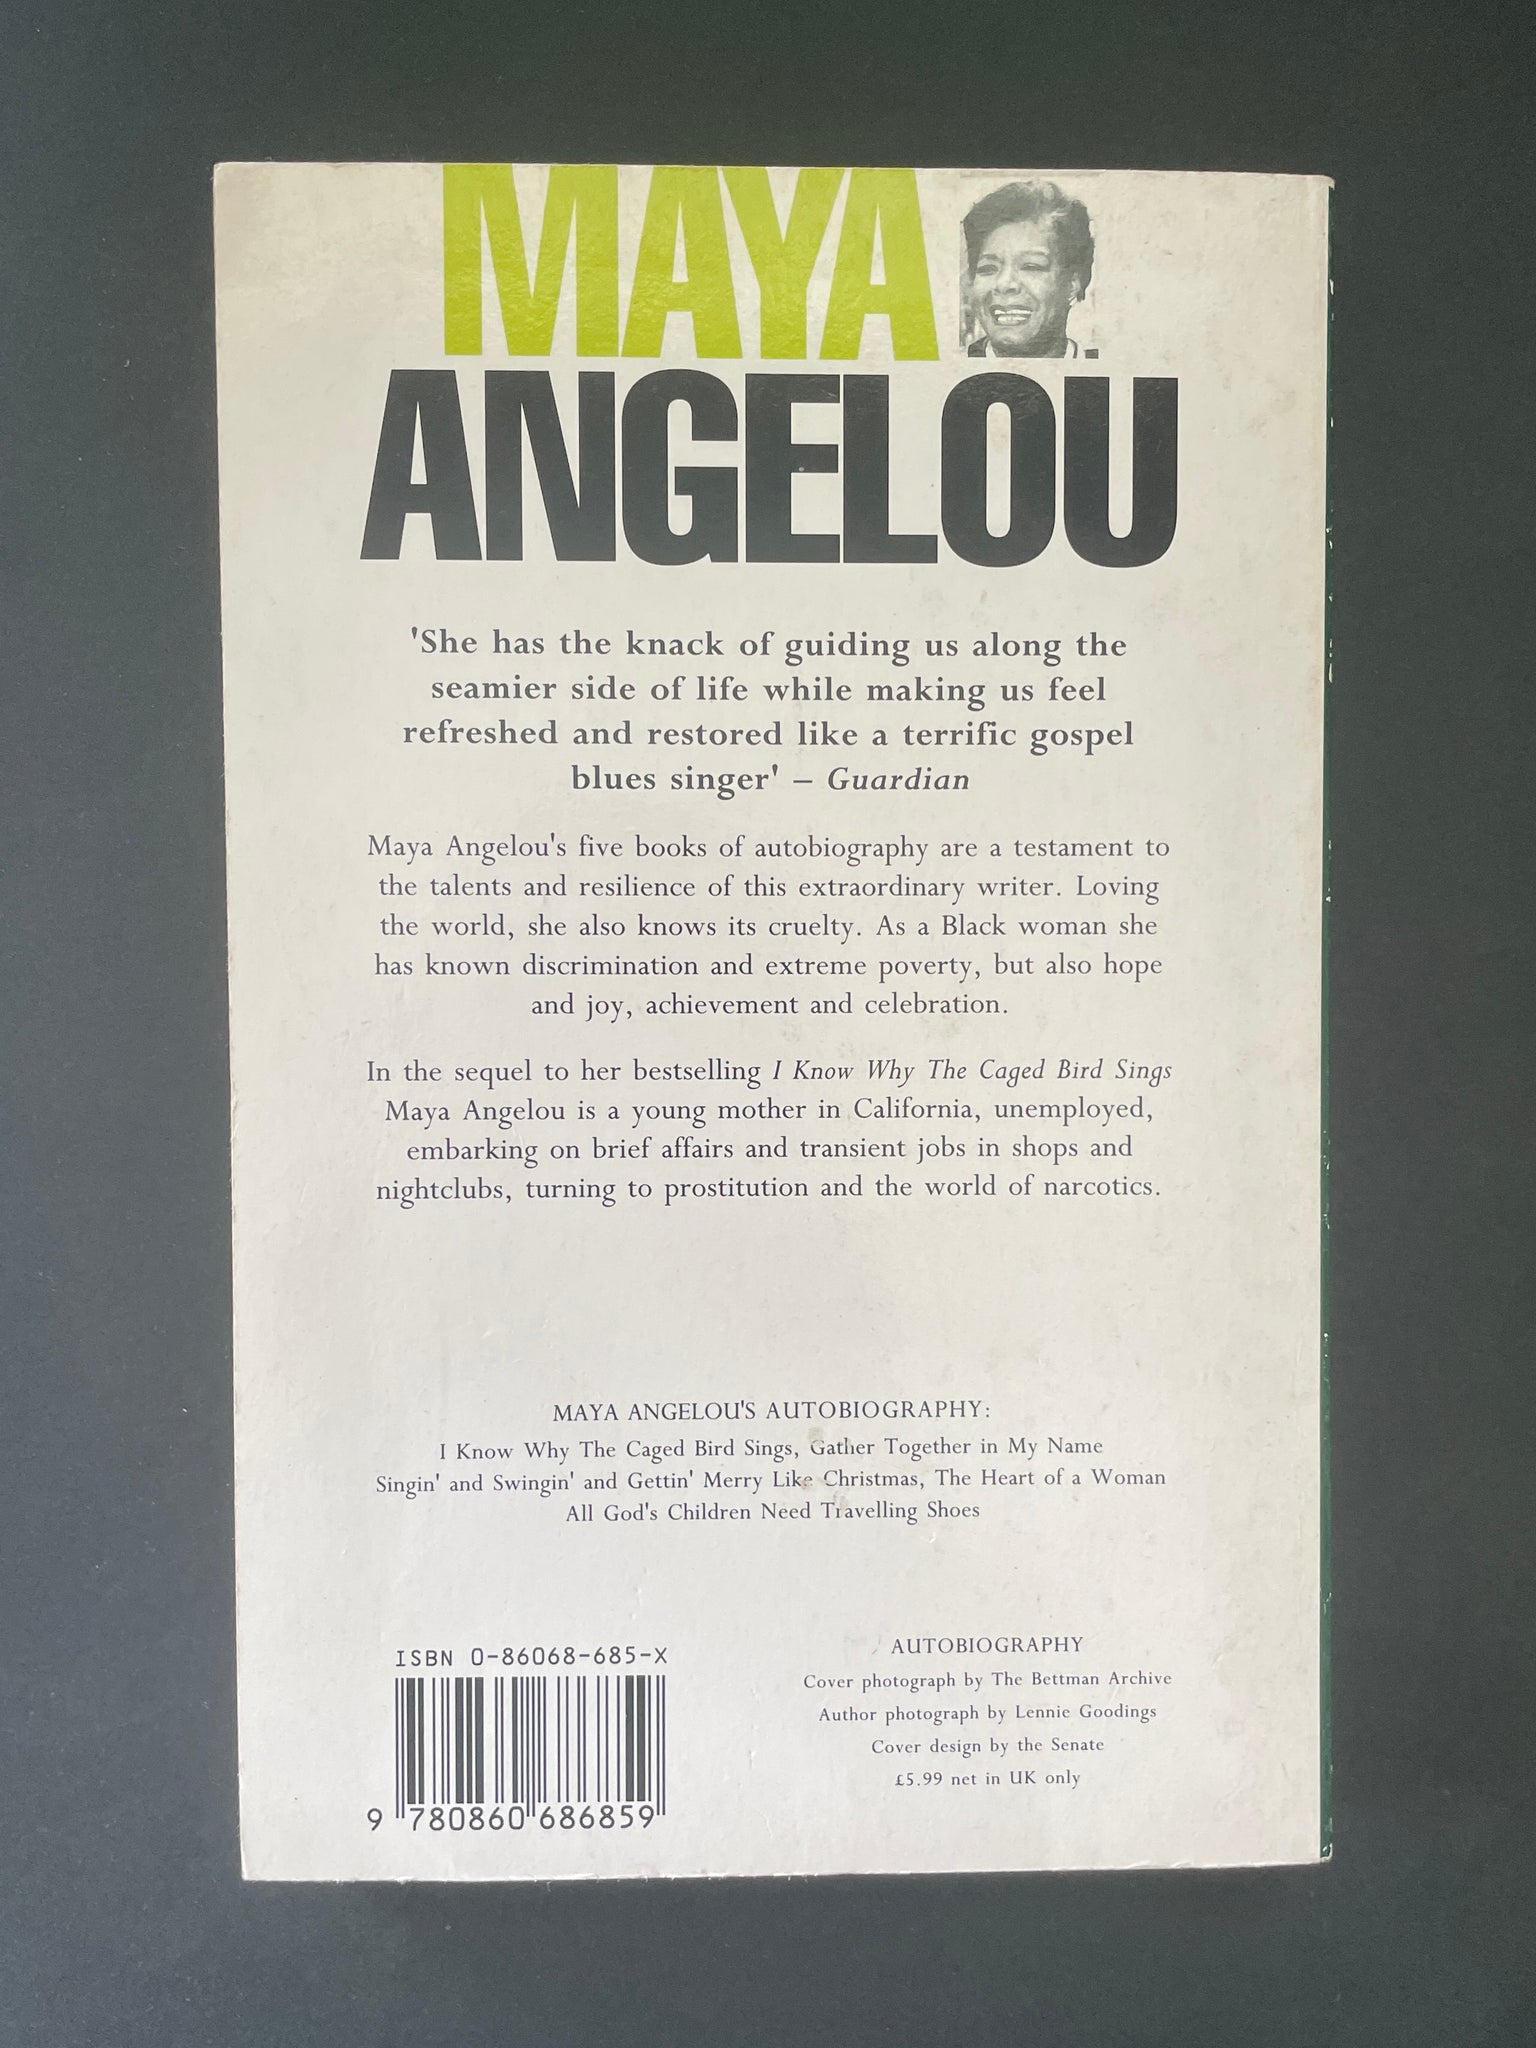 MAYA
ANGELOU
'She has the knack of guiding us along the
seamier side of life while making us feel
refreshed and restored like a terrific gospel
blues singer' – Guardian
Maya Angelou's five books of autobiography are a testament to
the talents and resilience of this extraordinary writer. Loving
the world, she also knows its cruelty. As a Black woman she
has known discrimination and extreme poverty, but also hope
and joy, achievement and celebration.
In the sequel to her bestselling I Know Why The Caged Bird Sings
Maya Angelou is a young mother in California, unemployed,
embarking on brief affairs and transient jobs in shops and
nightclubs, turning to prostitution and the world of narcotics.
MAYA ANGELOU'S AUTOBIOGRAPHY:
I Know Why The Caged Bird Sings, Gather Together in My Name
Singin' and Swingin' and Gettin' Merry Like Christmas, The Heart of a Woman
All God's Children Need Travelling Shoes
ISBN 0-86068-685-X
9 780860 686859
AUTOBIOGRAPHY
Cover photograph by The Bettman Archive
Author photograph by Lennie Goodings
Cover design by the Senate
£5.99 net in UK only